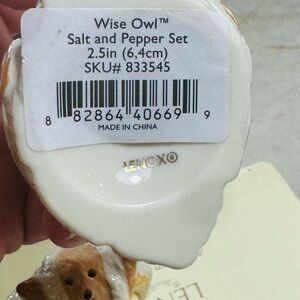 Wise Owl™
Salt and Pepper Set
2.5in (6,4cm)
SKU# 833545
8 82864 40669 9
MADE IN CHINA
LENOX®
LEN